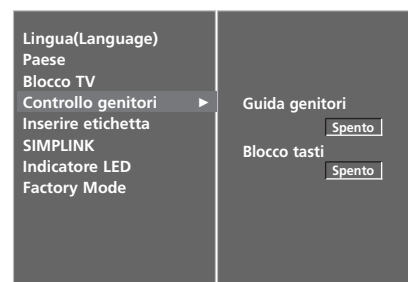 Lingua(Language)
Paese
Blocco TV
Controllo genitori ►
Inserire etichetta
SIMPLINK
Indicatore LED
Factory Mode
Guida genitori
Spento
Blocco tasti
Spento